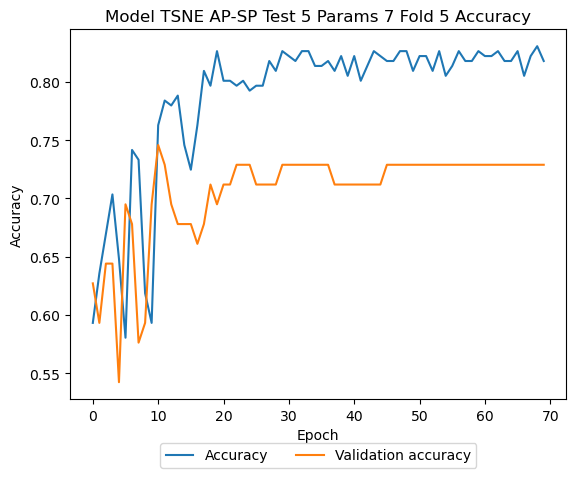 Model TSNE AP-SP Test 5 Params 7 Fold 5 Accuracy
0.80
0.75
0.70
0.65
0.60
0.55
Accuracy
0 10 20 30 40 50 60 70
Epoch
Accuracy Validation accuracy